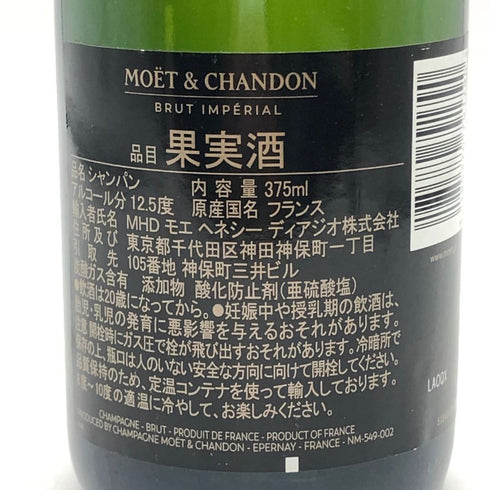 MOËT & CHANDON
BRUT IMPÉRIAL
品目 果実酒
品名 シャンパン 内容量 375ml
アルコール分 12.5度 原産国名 フランス
輸入者氏名 MHD モエ ヘネシー ディアジオ株式会社
住所及び 東京都千代田区神田神保町一丁目
引取先 105番地 神保町三井ビル
炭酸ガス含有 添加物 酸化防止剤(亜硫酸塩)
●飲酒は20歳になってから。●妊娠中や授乳期の飲酒は、
胎児・乳児の発育に悪影響を与えるおそれがあります。
注意 開栓時にガス圧で栓が飛び出すおそれがあります。冷暗所で
保存の上、瓶口は人のいない安全な方向に向けて開栓してください。
品質保持のため、定温コンテナを使って輸入しております。
度〜10度の適温に冷やして、お楽しみください。
CHAMPAGNE - BRUT - PRODUIT DE FRANCE - PRODUCT OF FRANCE
PRODUCED BY CHAMPAGNE MOËT & CHANDON - EPERNAY - FRANCE - NM-549-002